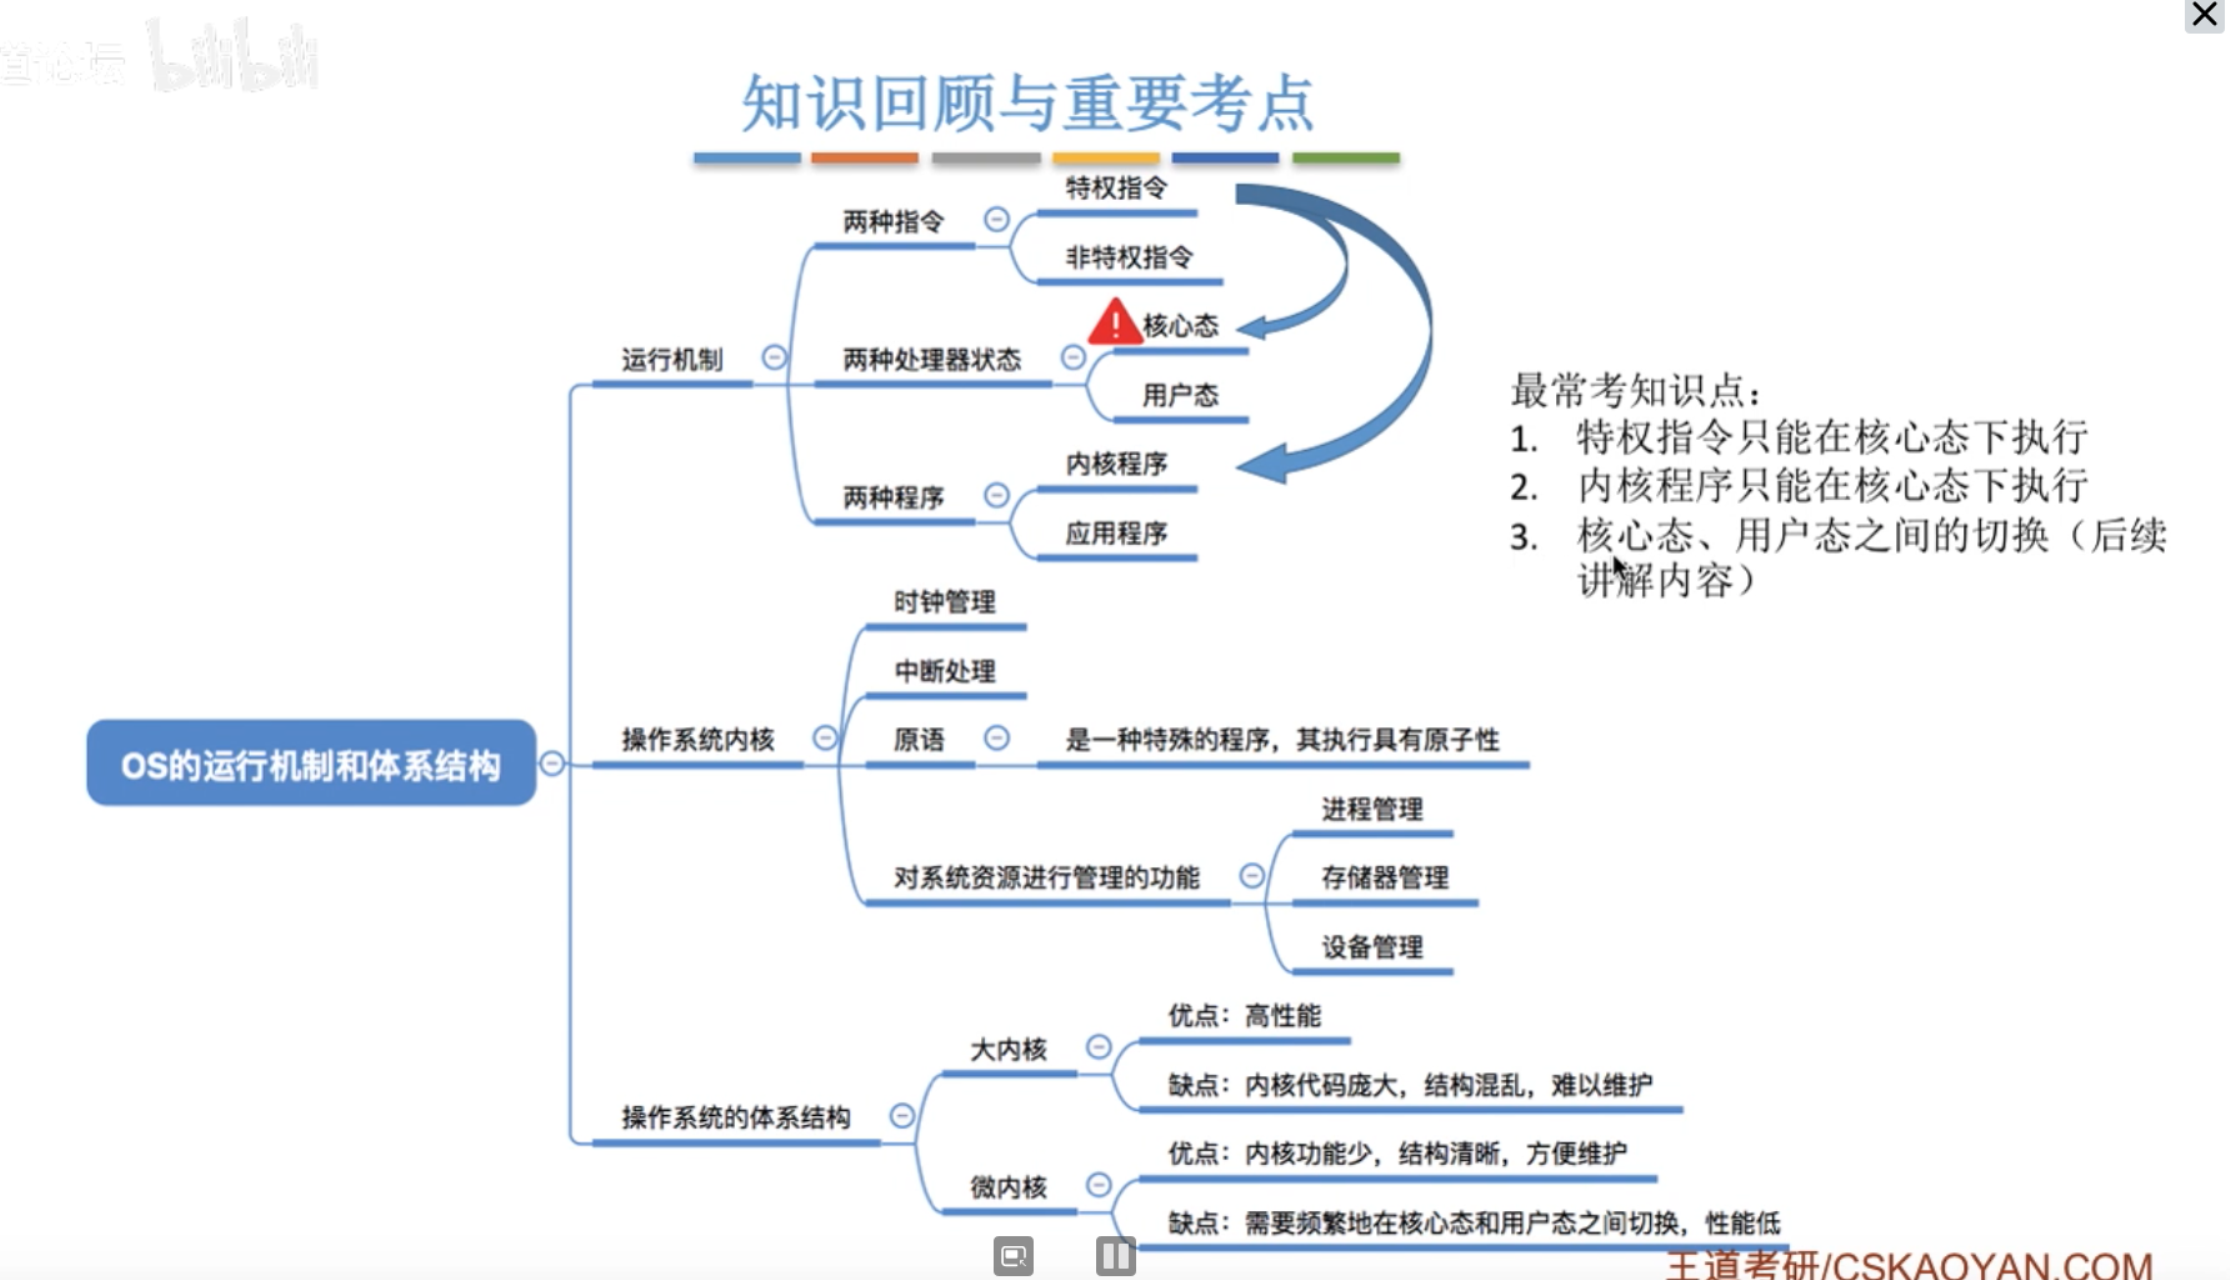 道论坛 bilibili
知识回顾与重要考点
特权指令
两种指令
非特权指令
核心态
运行机制
两种处理器状态
用户态
内核程序
两种程序
应用程序
最常考知识点：
1. 特权指令只能在核心态下执行
2. 内核程序只能在核心态下执行
3. 核心态、用户态之间的切换（后续
讲解内容）
时钟管理
中断处理
操作系统内核
原语
是一种特殊的程序，其执行具有原子性
OS的运行机制和体系结构
进程管理
对系统资源进行管理的功能
存储器管理
设备管理
优点：高性能
大内核
缺点：内核代码庞大，结构混乱，难以维护
操作系统的体系结构
优点：内核功能少，结构清晰，方便维护
微内核
缺点：需要频繁地在核心态和用户态之间切换，性能低
王道考研/CSKAOYAN.COM